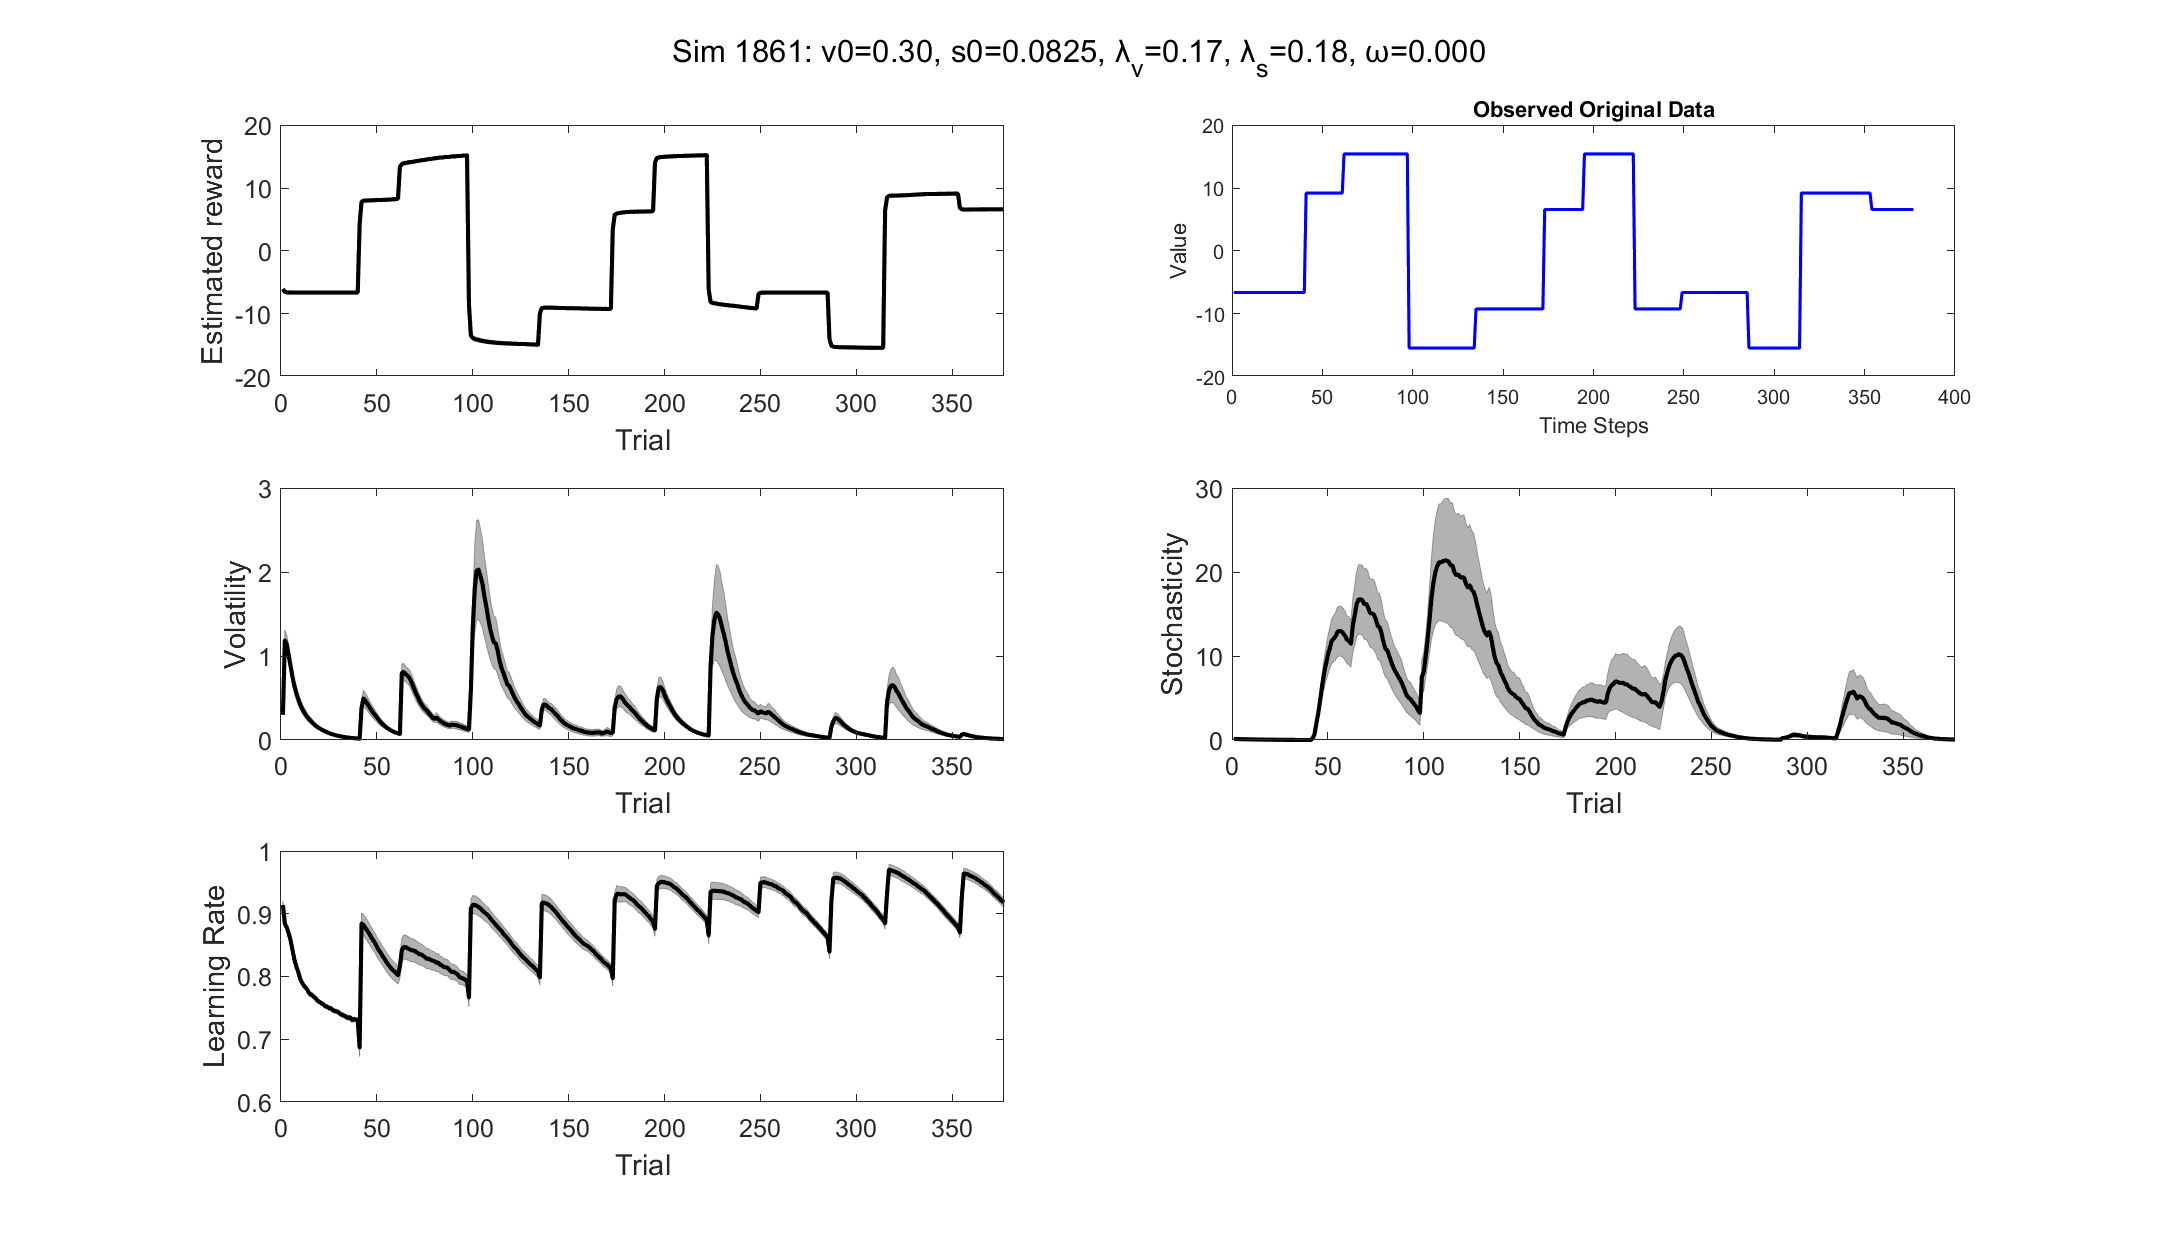 Sim 1861: v0=0.30, s0=0.0825, λv=0.17, λs=0.18, ω=0.000
Estimated reward
20
10
0
-10
-20
0 50 100 150 200 250 300 350
Trial
Observed Original Data
Value
20
10
0
-10
-20
0 50 100 150 200 250 300 350 400
Time Steps
Volatility
3
2
1
0
0 50 100 150 200 250 300 350
Trial
Stochasticity
30
20
10
0
0 50 100 150 200 250 300 350
Trial
Learning Rate
1
0.9
0.8
0.7
0.6
0 50 100 150 200 250 300 350
Trial